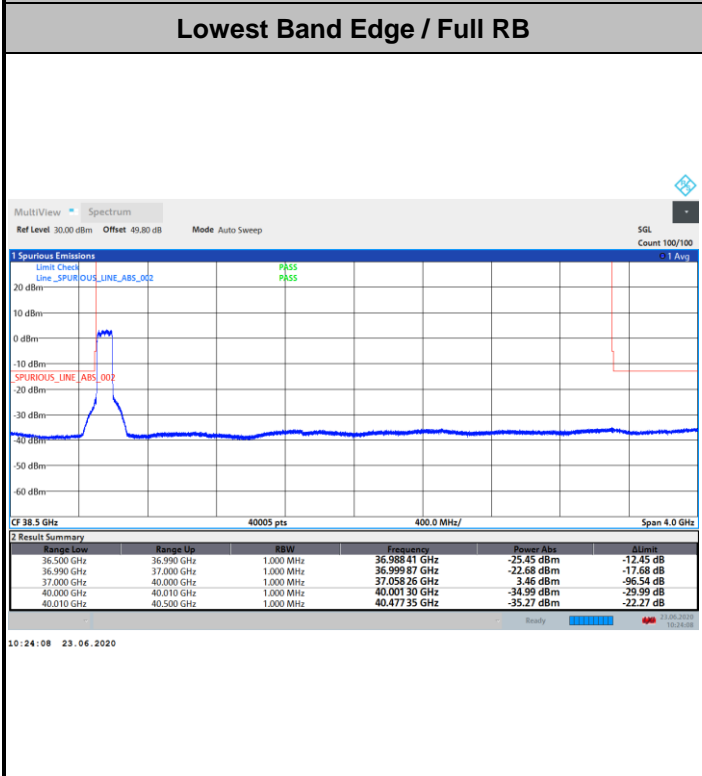 Lowest Band Edge / Full RB
MultiView Spectrum
Ref Level 30.00 dBm Offset 49.80 dB Mode Auto Sweep SGL
Count 100/100
1 Spurious Emissions 1 Avg
Limit Check PASS
Line _SPURIOUS_LINE_ABS_002 PASS
20 dBm
10 dBm
0 dBm
-10 dBm
_SPURIOUS_LINE_ABS_002
-20 dBm
-30 dBm
-40 dBm
-50 dBm
-60 dBm
CF 38.5 GHz 40005 pts 400.0 MHz/ Span 4.0 GHz
2 Result Summary
Range Low Range Up RBW Frequency Power Abs ΔLimit
36.500 GHz 36.990 GHz 1.000 MHz 36.988 41 GHz -25.45 dBm -12.45 dB
36.990 GHz 37.000 GHz 1.000 MHz 36.999 87 GHz -22.68 dBm -17.68 dB
37.000 GHz 40.000 GHz 1.000 MHz 37.058 26 GHz 3.46 dBm -96.54 dB
40.000 GHz 40.010 GHz 1.000 MHz 40.001 30 GHz -34.99 dBm -29.99 dB
40.010 GHz 40.500 GHz 1.000 MHz 40.477 35 GHz -35.27 dBm -22.27 dB
Ready 23.06.2020
10:24:08
10:24:08 23.06.2020